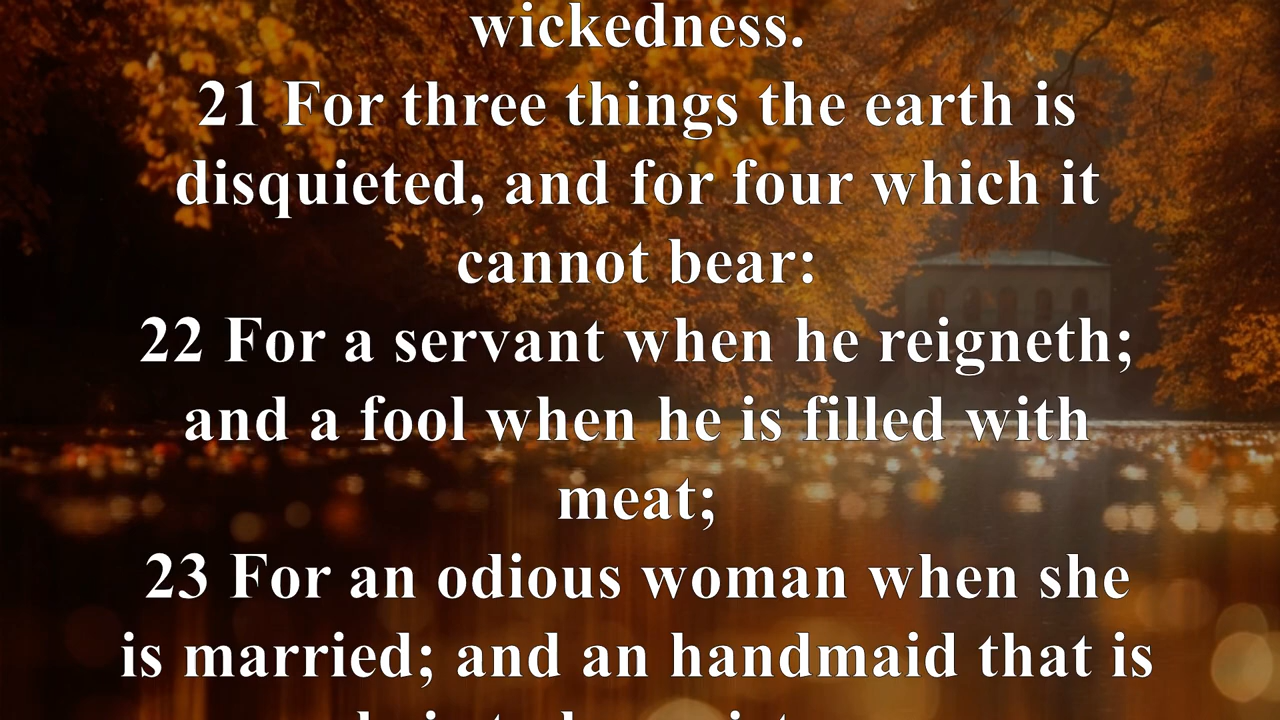 wickedness.
21 For three things the earth is
disquieted, and for four which it
cannot bear:
22 For a servant when he reigneth;
and a fool when he is filled with
meat;
23 For an odious woman when she
is married; and an handmaid that is